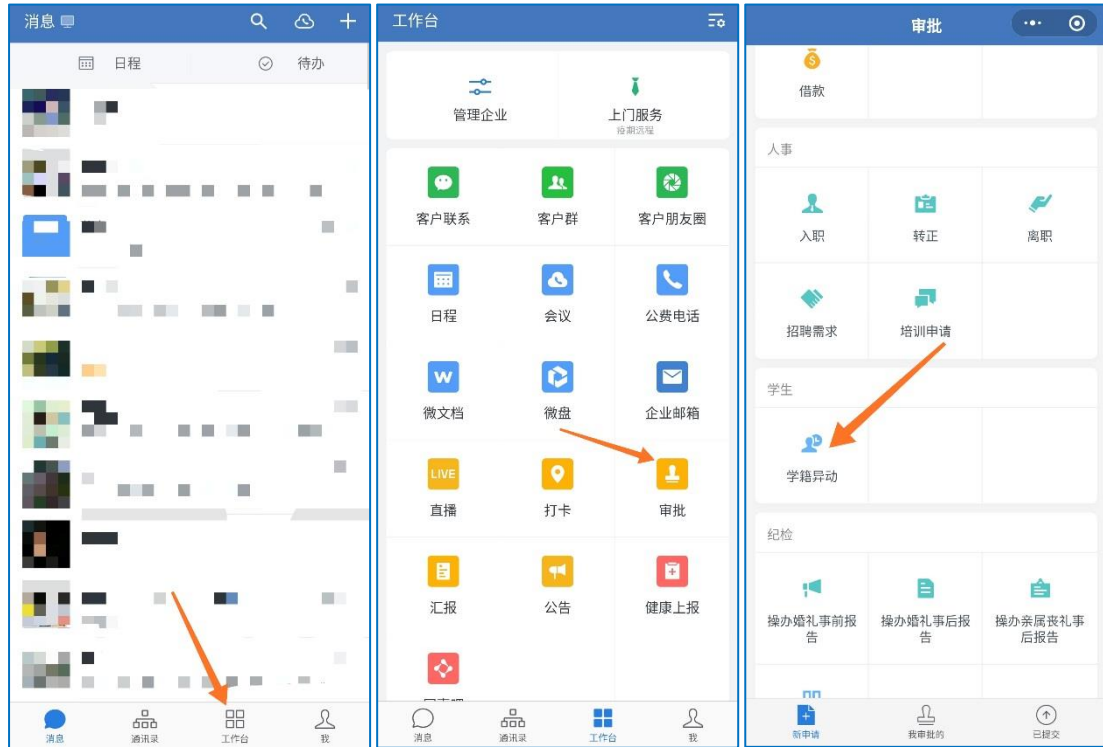 消息
日程
待办
消息
通讯录
工作台
我
工作台
管理企业
上门服务
疫期远程
客户联系
客户群
客户朋友圈
日程
会议
公费电话
W
微文档
微盘
企业邮箱
LIVE
直播
打卡
审批
汇报
公告
健康上报
消息
通讯录
工作台
我
审批
借款
人事
入职
转正
离职
招聘需求
培训申请
学生
学籍异动
纪检
操办婚礼事前报
告
操办婚礼事后报
告
操办亲属丧礼事
后报告
新申请
我审批的
已提交